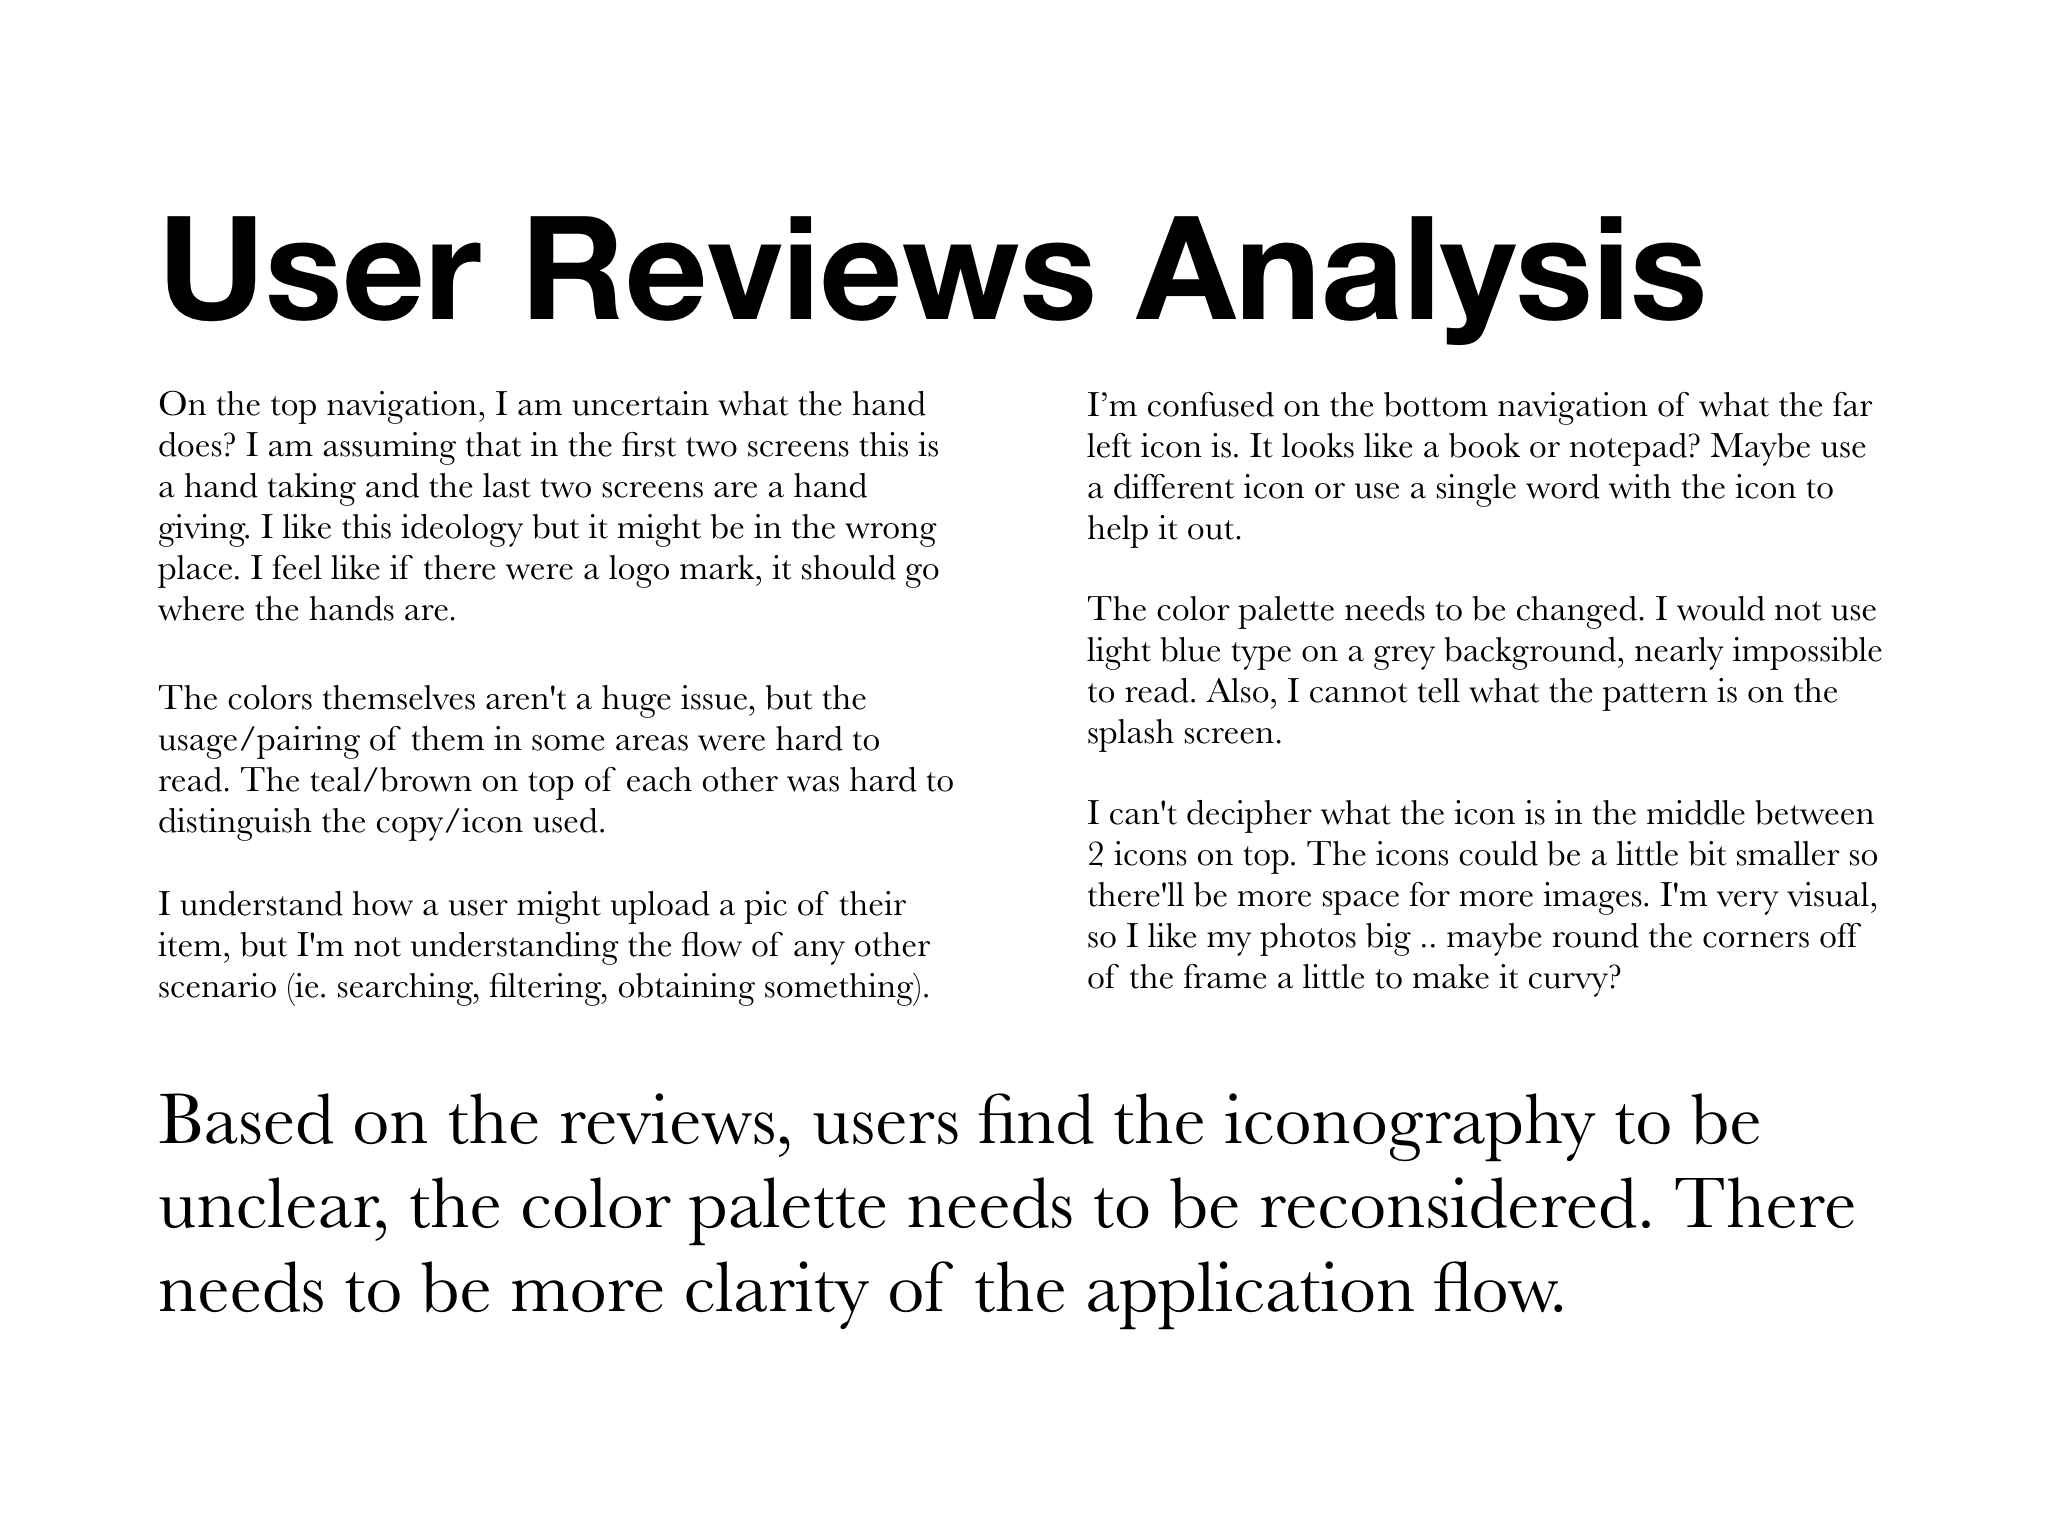 User Reviews Analysis
On the top navigation, I am uncertain what the hand
does? I am assuming that in the first two screens this is
a hand taking and the last two screens are a hand
giving. I like this ideology but it might be in the wrong
place. I feel like if there were a logo mark, it should go
where the hands are.
The colors themselves aren't a huge issue, but the
usage/pairing of them in some areas were hard to
read. The teal/brown on top of each other was hard to
distinguish the copy/icon used.
I understand how a user might upload a pic of their
item, but I'm not understanding the flow of any other
scenario (ie. searching, filtering, obtaining something).
I’m confused on the bottom navigation of what the far
left icon is. It looks like a book or notepad? Maybe use
a different icon or use a single word with the icon to
help it out.
The color palette needs to be changed. I would not use
light blue type on a grey background, nearly impossible
to read. Also, I cannot tell what the pattern is on the
splash screen.
I can't decipher what the icon is in the middle between
2 icons on top. The icons could be a little bit smaller so
there'll be more space for more images. I'm very visual,
so I like my photos big .. maybe round the corners off
of the frame a little to make it curvy?
Based on the reviews, users find the iconography to be
unclear, the color palette needs to be reconsidered. There
needs to be more clarity of the application flow.